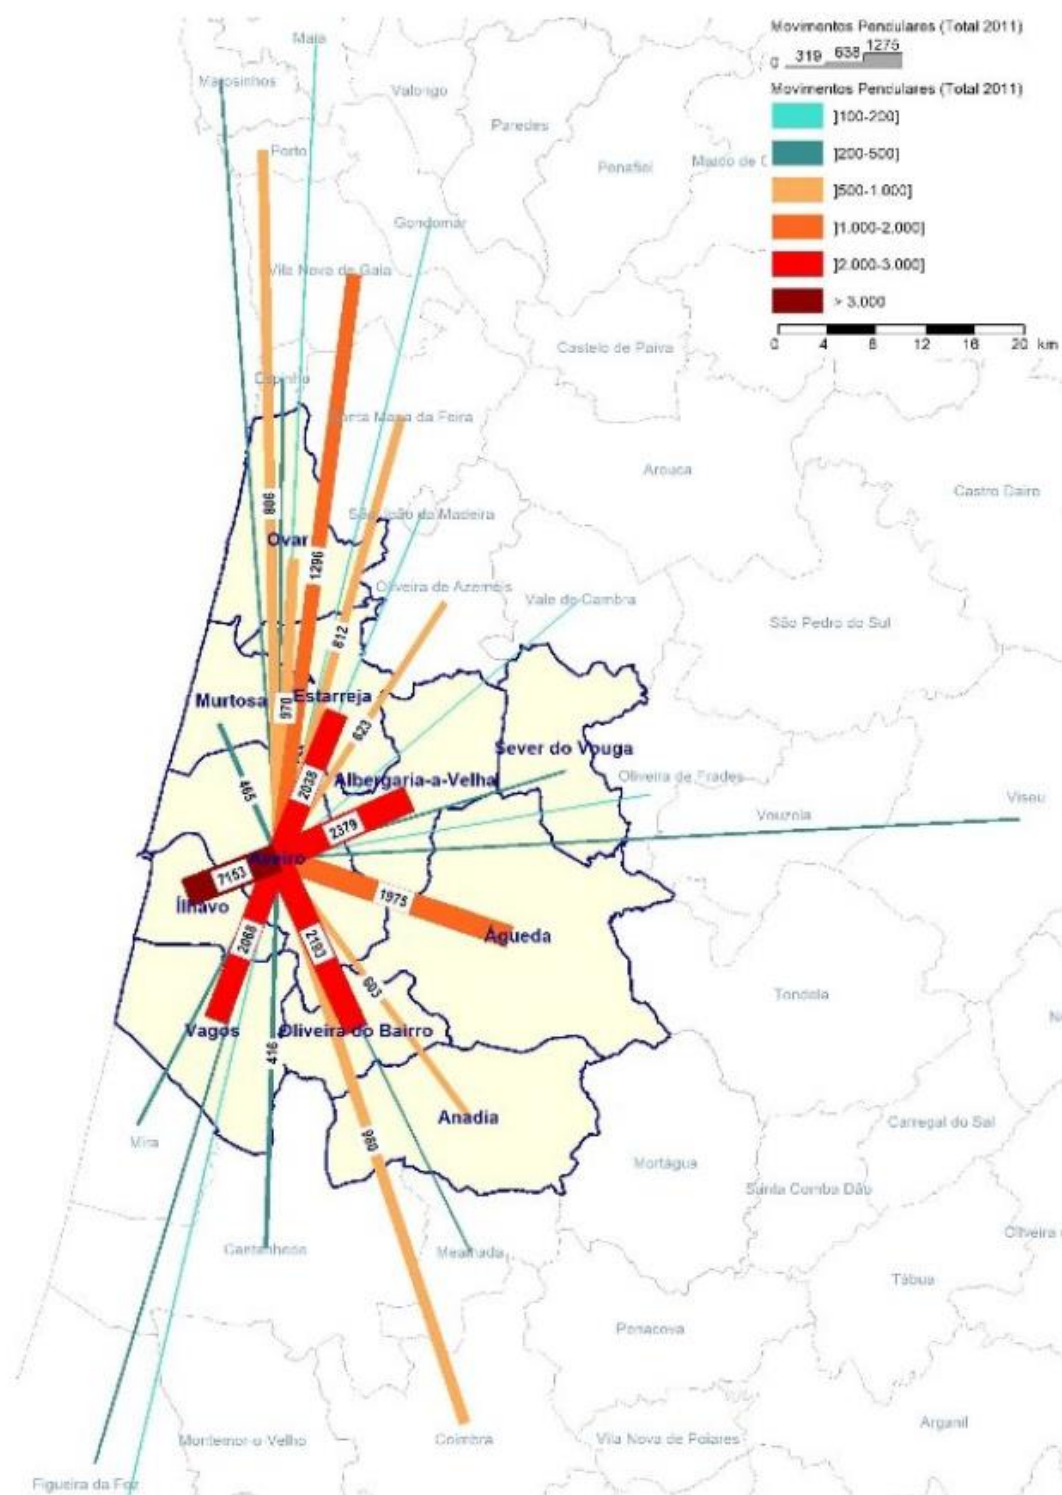 Movimentos Pendulares (Total 2011)
0 319 638 1275
Movimentos Pendulares (Total 2011)
]100-200]
]200-500]
]500-1.000]
]1.000-2.000]
]2.000-3.000]
> 3.000
0 4 8 12 16 20 km
Maia
Matosinhos
Valongo
Paredes
Porto
Penafiel
Marco de C
Gondomar
Vila Nova de Gaia
Castelo de Paiva
Espinho
Santa Maria da Feira
Arouca
Castro Daire
806
São João da Madeira
Ovar
1296
Oliveira de Azeméis
Vale de Cambra
São Pedro do Sul
812
Murtosa
970
Estarreja
623
Sever do Vouga
2038
Albergaria-a-Velha
Oliveira de Frades
465
Vouzela
Viseu
2379
Aveiro
7153
1975
Ílhavo
Águeda
2068
2193
603
Tondela
Vagos
Oliveira do Bairro
416
Anadia
980
Mira
Carregal do Sal
Mortágua
Santa Comba Dão
Oliveira
Cantanhede
Mealhada
Tábua
Penacova
Arganil
Montemor-o-Velho
Coimbra
Vila Nova de Poiares
Figueira da Foz